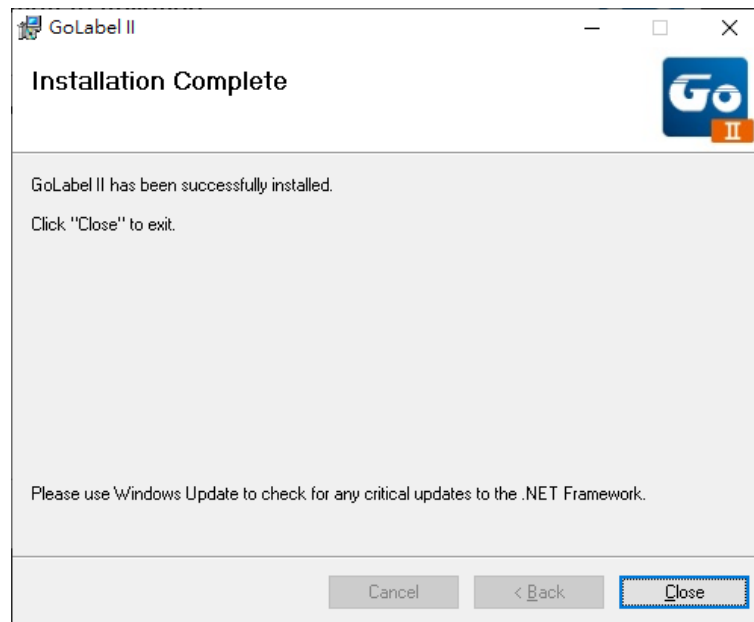 GoLabel II
Installation Complete
Go
II
GoLabel II has been successfully installed.
Click "Close" to exit.
Please use Windows Update to check for any critical updates to the .NET Framework.
Cancel
< Back
Close